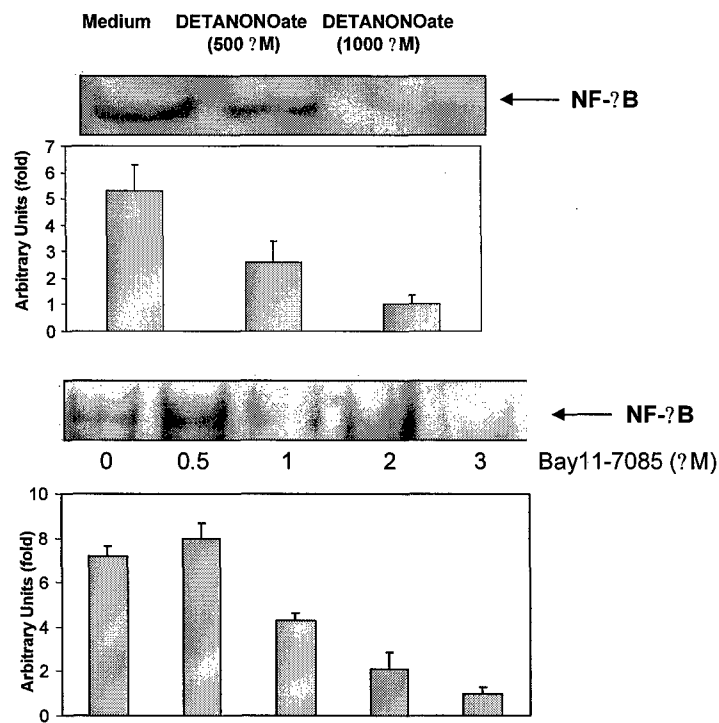 Medium DETANONOate DETANONOate
(500 ?M) (1000 ?M)
NF-?B
7
6
5
4
3
2
1
0
Arbitrary Units (fold)
NF-?B
0 0.5 1 2 3 Bay11-7085 (?M)
10
8
6
4
2
0
Arbitrary Units (fold)